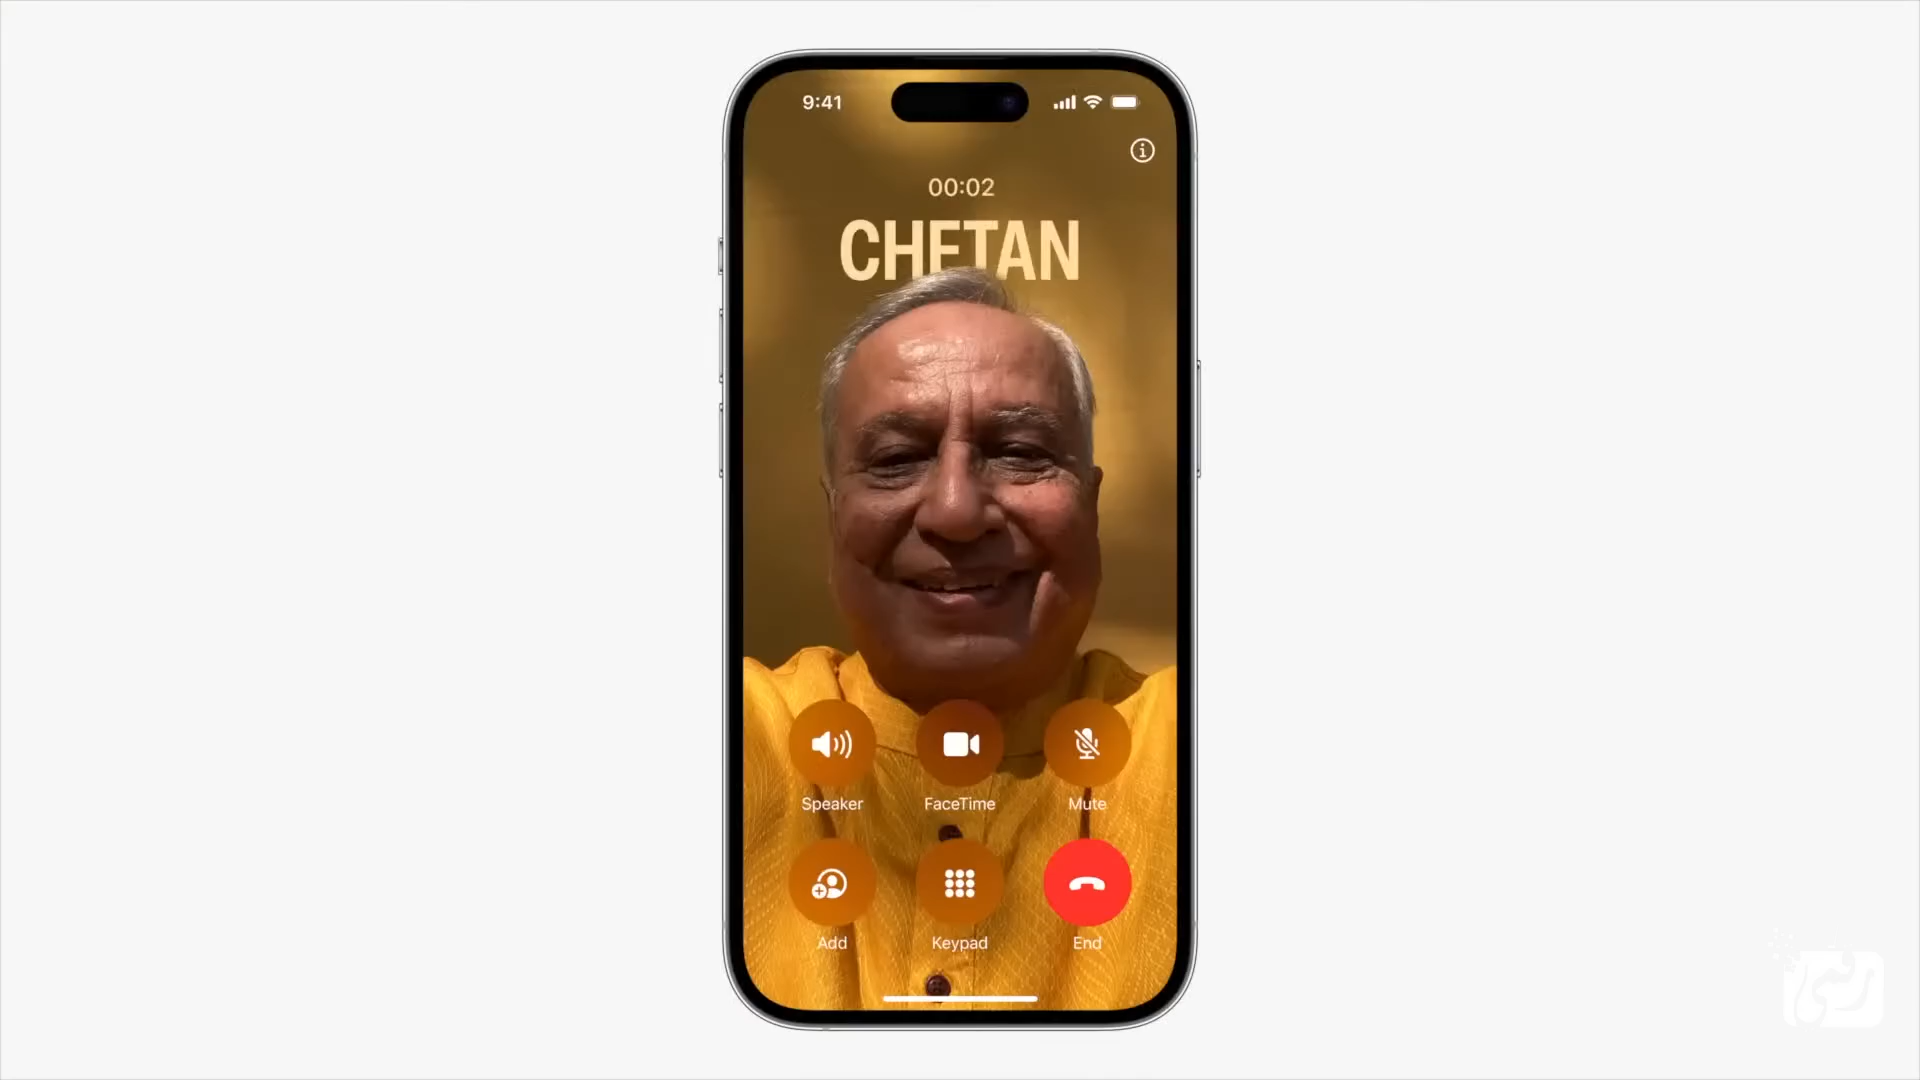 9:41
00:02
CHETAN
Speaker
FaceTime
Mute
Add
Keypad
End